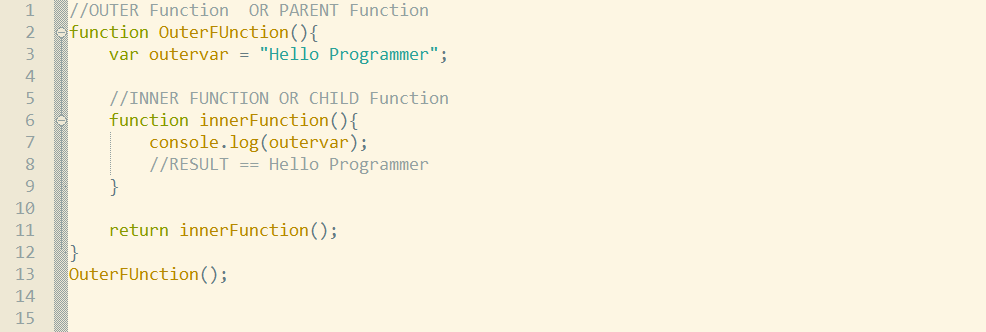 1 //OUTER Function  OR PARENT Function
2 function OuterFUnction(){
3     var outervar = "Hello Programmer";
4
5     //INNER FUNCTION OR CHILD Function
6     function innerFunction(){
7         console.log(outervar);
8         //RESULT == Hello Programmer
9     }
10
11     return innerFunction();
12 }
13 OuterFUnction();
14
15